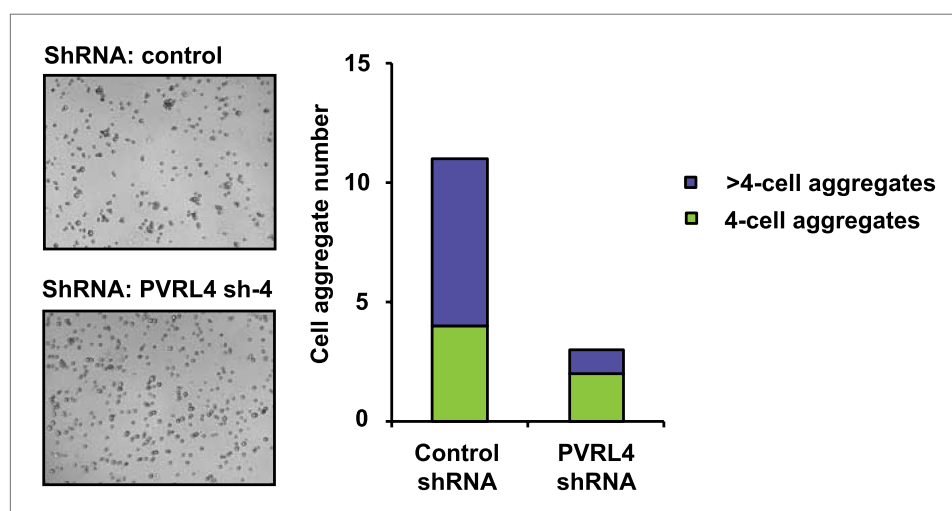 ShRNA: control
ShRNA: PVRL4 sh-4
Cell aggregate number
15
10
5
0
Control
shRNA
PVRL4
shRNA
>4-cell aggregates
4-cell aggregates